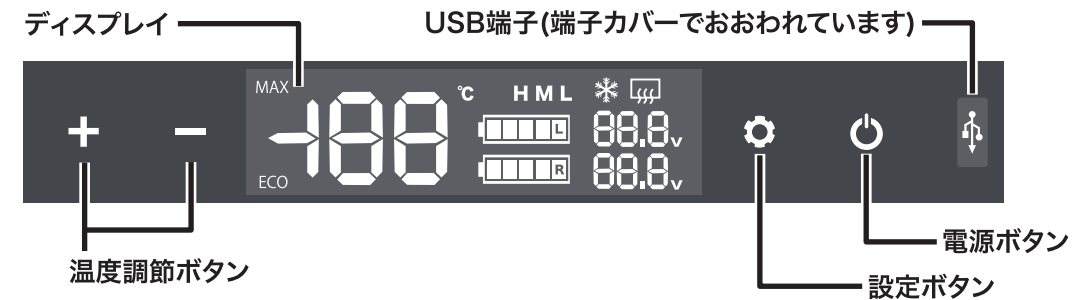 ディスプレイ
USB端子(端子カバーでおおわれています)
MAX
-188
℃
H M L
L
88.8v
R
88.8v
ECO
温度調節ボタン
電源ボタン
設定ボタン